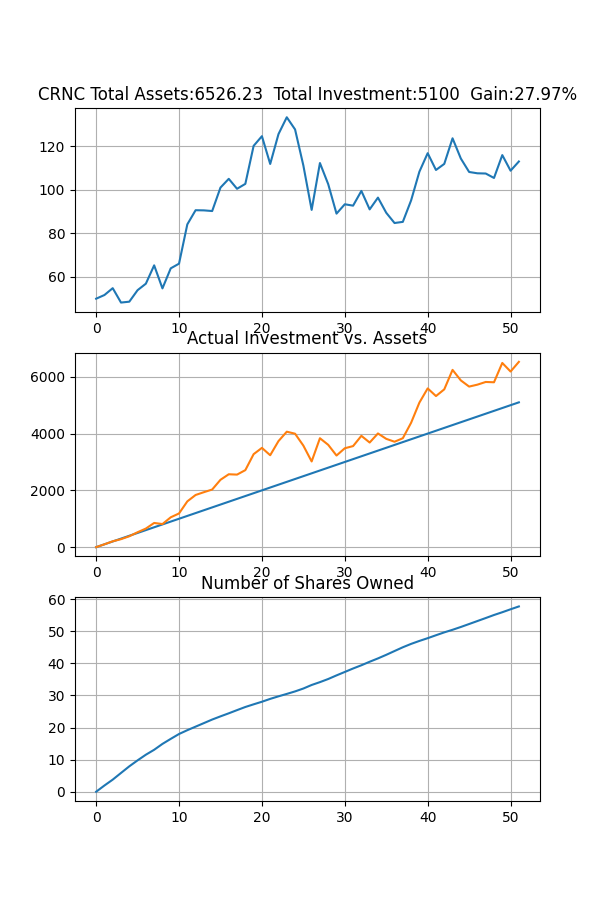 CRNC Total Assets:6526.23  Total Investment:5100  Gain:27.97%
120
100
80
60
0 10 20 30 40 50
Actual Investment vs. Assets
6000
4000
2000
0
0 10 20 30 40 50
Number of Shares Owned
60
50
40
30
20
10
0
0 10 20 30 40 50